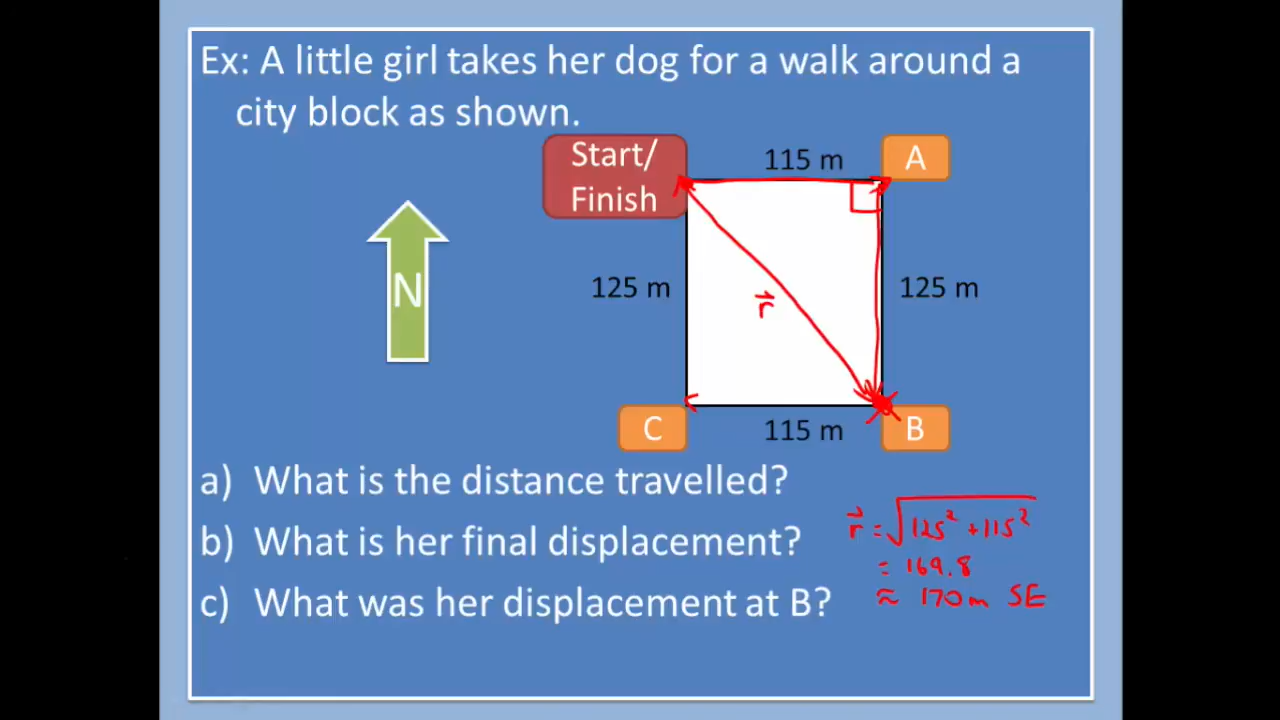 Ex: A little girl takes her dog for a walk around a
city block as shown.
Start/
Finish
115 m
A
N
125 m
125 m
r⃗
C
115 m
B
a) What is the distance travelled?
b) What is her final displacement?
c) What was her displacement at B?
r⃗ = √125² + 115²
= 169.8
≈ 170m SE